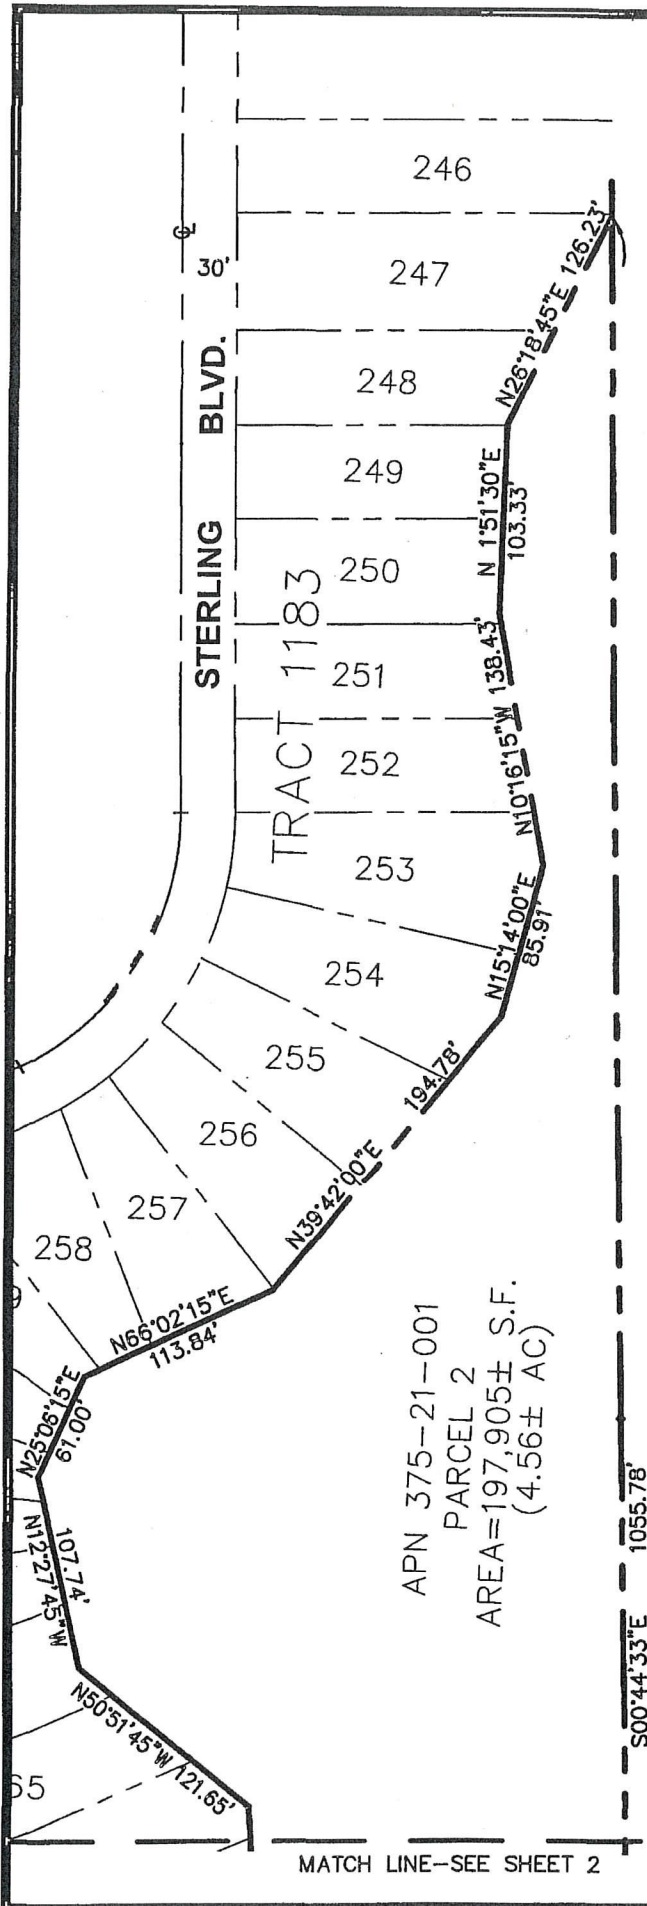 246
247
30'
248
249
250
251
252
253
254
255
256
257
258
9
65
℄
STERLING BLVD.
TRACT 1183
N26°18'45"E 126.23'
N 1°51'30"E
103.33'
N10°16'15"W 138.43'
N15°14'00"E
85.91'
N39°42'00"E 194.78'
N66°02'15"E
113.84'
N25°06'15"E
61.00'
107.74'
N12°27'45"W
N50°51'45"W 121.65'
APN 375-21-001
PARCEL 2
AREA=197,905± S.F.
(4.56± AC)
S00°44'33"E 1055.78'
MATCH LINE-SEE SHEET 2